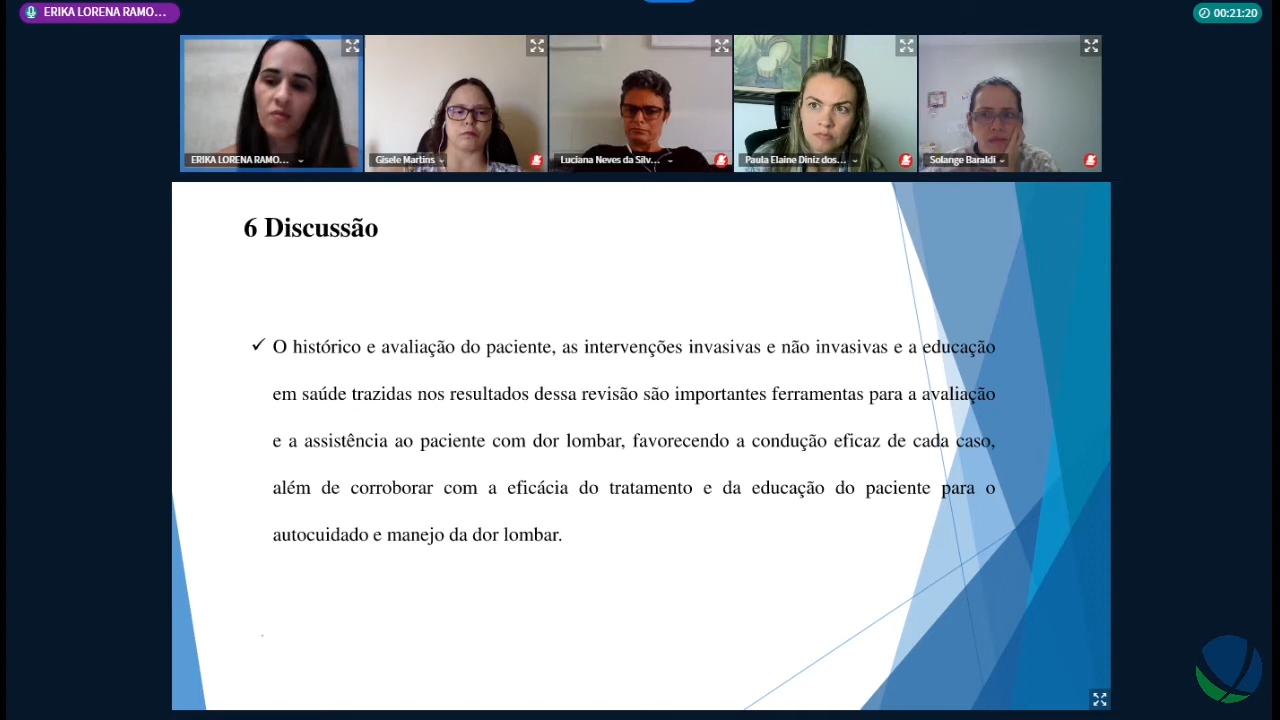 ERIKA LORENA RAMO...
00:21:20
ERIKA LORENA RAMO...
Gisele Martins
Luciana Neves da Silv...
Paula Elaine Diniz dos...
Solange Baraldi
6 Discussão
✓ O histórico e avaliação do paciente, as intervenções invasivas e não invasivas e a educação
em saúde trazidas nos resultados dessa revisão são importantes ferramentas para a avaliação
e a assistência ao paciente com dor lombar, favorecendo a condução eficaz de cada caso,
além de corroborar com a eficácia do tratamento e da educação do paciente para o
autocuidado e manejo da dor lombar.
.